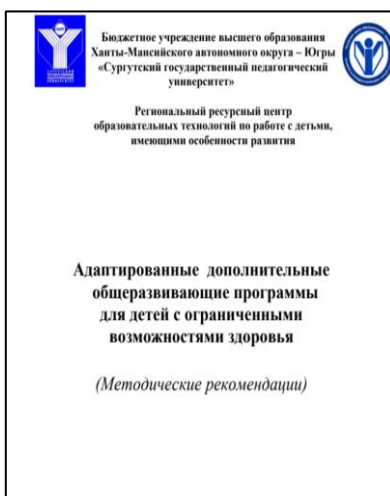 Бюджетное учреждение высшего образования
Ханты-Мансийского автономного округа – Югры
«Сургутский государственный педагогический
университет»
Региональный ресурсный центр
образовательных технологий по работе с детьми,
имеющими особенности развития
Адаптированные дополнительные
общеразвивающие программы
для детей с ограниченными
возможностями здоровья
(Методические рекомендации)